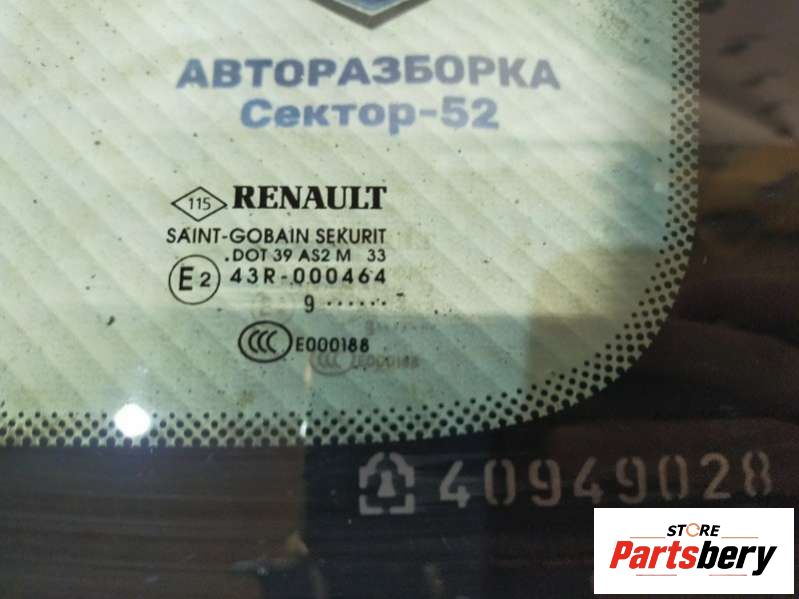 АВТОРАЗБОРКА
Сектор-52
115 RENAULT
SAINT-GOBAIN SEKURIT
.DOT 39 AS2 M 33
E2 43R-000464
9 ······
CCC E000188
40949028
STORE
Partsbery